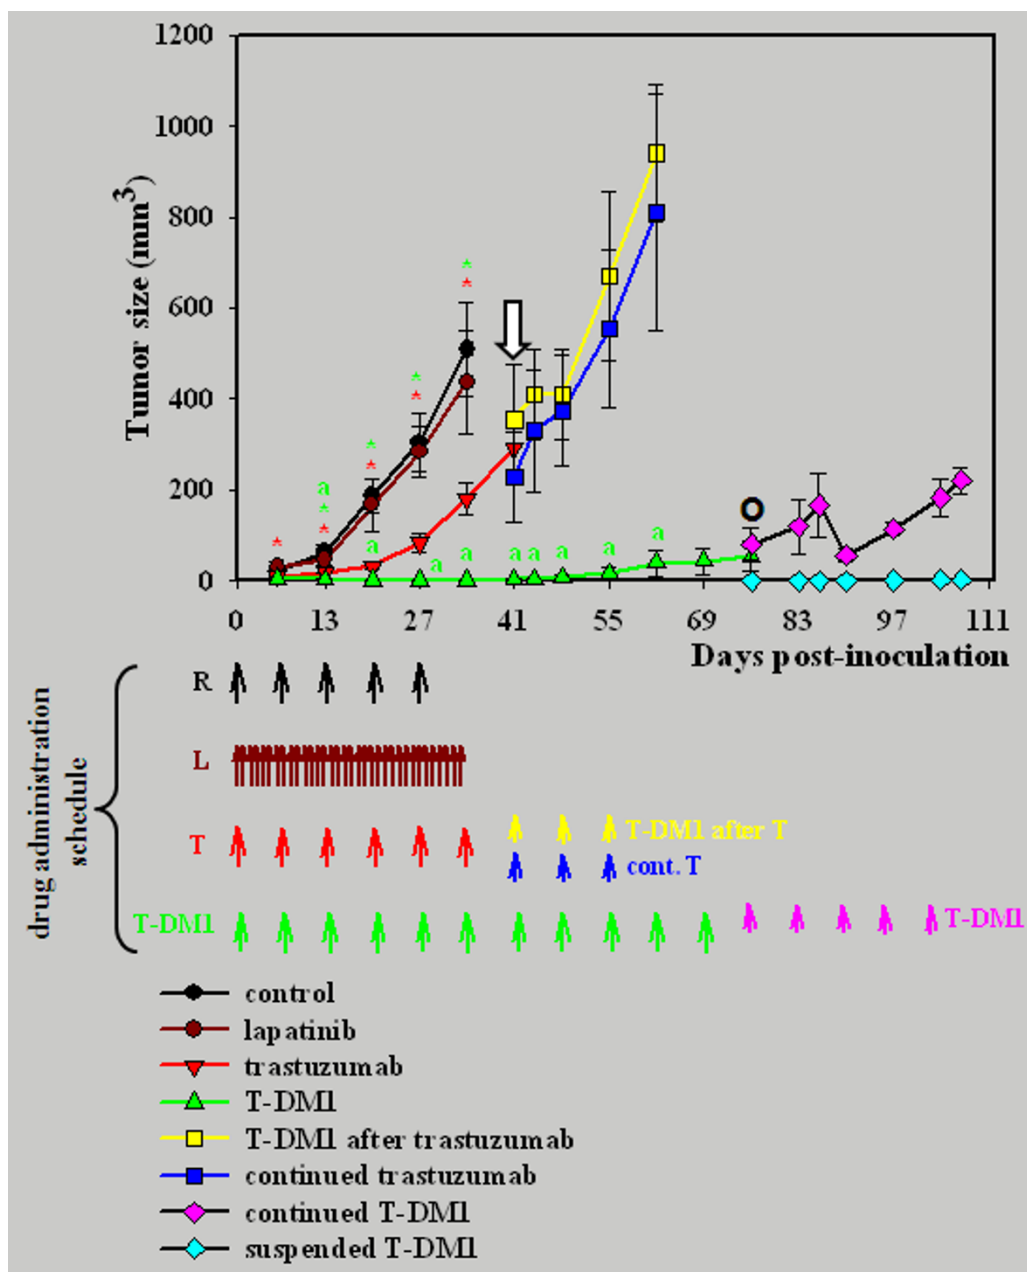 1200
1000
800
600
400
200
0
Tumor size (mm3)
*
*
*
*
a
*
*
*
*
*
a
a
a
a
a
a
a
a
0 13 27 41 55 69 83 97 111
Days post-inoculation
drug administration
schedule
R
L
T
T-DM1 after T
cont. T
T-DM1
T-DM1
control
lapatinib
trastuzumab
T-DM1
T-DM1 after trastuzumab
continued trastuzumab
continued T-DM1
suspended T-DM1